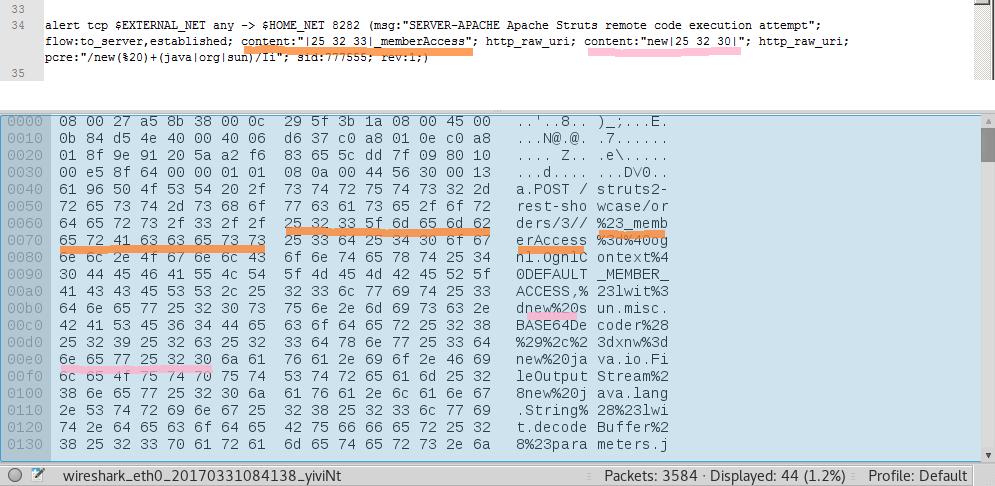 33
34 alert tcp $EXTERNAL_NET any -> $HOME_NET 8282 (msg:"SERVER-APACHE Apache Struts remote code execution attempt";
flow:to_server,established; content:"|25 32 33|_memberAccess"; http_raw_uri; content:"new|25 32 30|"; http_raw_uri;
pcre:"/new(%20)+(java|org|sun)/Ii"; sid:777555; rev:1;)
35
0000 08 00 27 a5 8b 38 00 0c 29 5f 3b 1a 08 00 45 00 ..'..8.. )_;...E.
0010 0b 84 d5 4e 40 00 40 06 d6 37 c0 a8 01 0e c0 a8 ...N@.@. .7......
0020 01 8f 9e 91 20 5a a2 f6 83 65 5c dd 7f 09 80 10 .... Z.. .e\.....
0030 00 e5 8f 64 00 00 01 01 08 0a 00 44 56 30 00 13 ...d.... ...DV0..
0040 61 96 50 4f 53 54 20 2f 73 74 72 75 74 73 32 2d a.POST / struts2-
0050 72 65 73 74 2d 73 68 6f 77 63 61 73 65 2f 6f 72 rest-sho wcase/or
0060 64 65 72 73 2f 33 2f 2f 25 32 33 5f 6d 65 6d 62 ders/3// %23_memb
0070 65 72 41 63 63 65 73 73 25 33 64 25 34 30 6f 67 erAccess %3d%40og
0080 6e 6c 2e 4f 67 6e 6c 43 6f 6e 74 65 78 74 25 34 nl.OgnlC ontext%4
0090 30 44 45 46 41 55 4c 54 5f 4d 45 4d 42 45 52 5f 0DEFAULT _MEMBER_
00a0 41 43 43 45 53 53 2c 25 32 33 6c 77 69 74 25 33 ACCESS,% 23lwit%3
00b0 64 6e 65 77 25 32 30 73 75 6e 2e 6d 69 73 63 2e dnew%20s un.misc.
00c0 42 41 53 45 36 34 44 65 63 6f 64 65 72 25 32 38 BASE64De coder%28
00d0 25 32 39 25 32 63 25 32 33 64 78 6e 77 25 33 64 %29%2c%2 3dxnw%3d
00e0 6e 65 77 25 32 30 6a 61 76 61 2e 69 6f 2e 46 69 new%20ja va.io.Fi
00f0 6c 65 4f 75 74 70 75 74 53 74 72 65 61 6d 25 32 leOutput Stream%2
0100 38 6e 65 77 25 32 30 6a 61 76 61 2e 6c 61 6e 67 8new%20j ava.lang
0110 2e 53 74 72 69 6e 67 25 32 38 25 32 33 6c 77 69 .String% 28%23lwi
0120 74 2e 64 65 63 6f 64 65 42 75 66 66 65 72 25 32 t.decode Buffer%2
0130 38 25 32 33 70 61 72 61 6d 65 74 65 72 73 2e 6a 8%23para meters.j
wireshark_eth0_20170331084138_yiviNt Packets: 3584 · Displayed: 44 (1.2%) Profile: Default